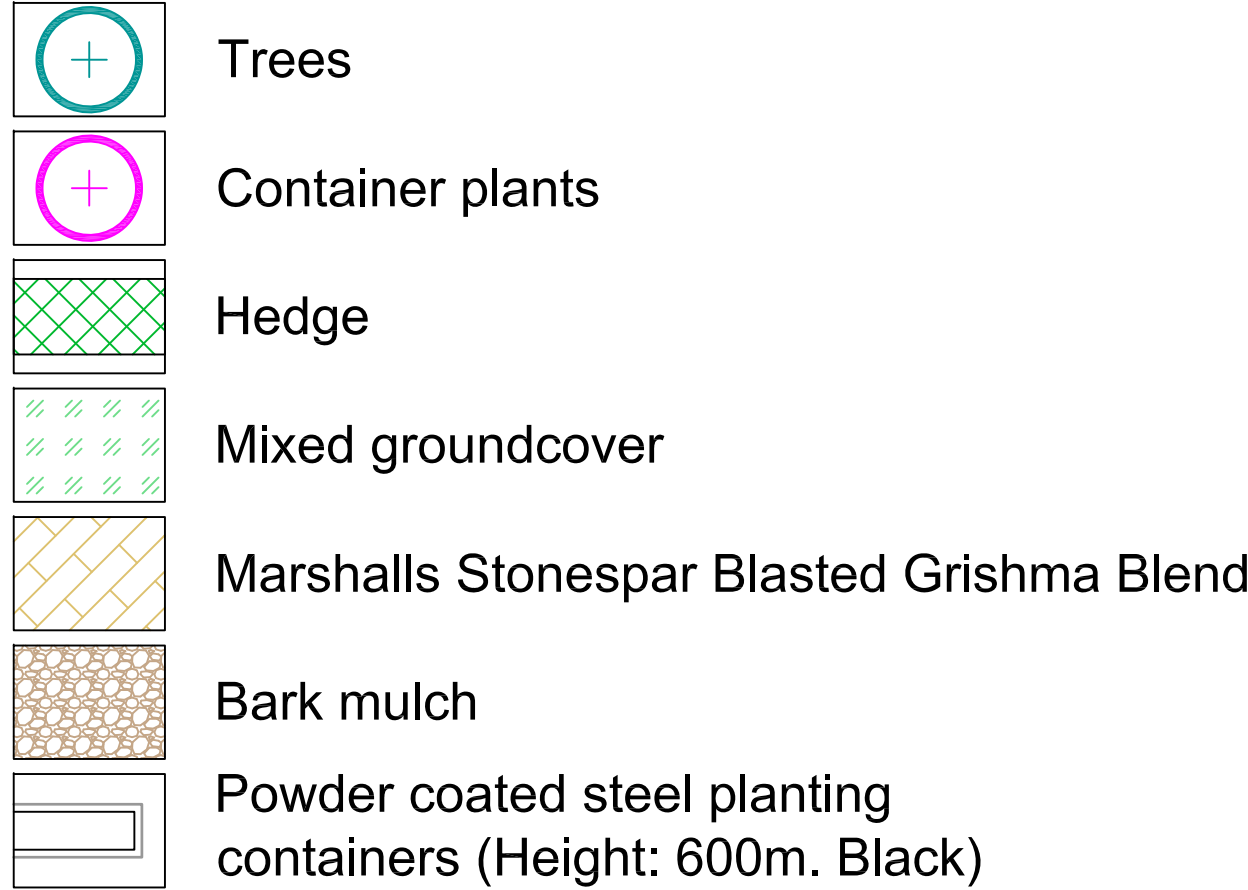 Trees
Container plants
Hedge
Mixed groundcover
Marshalls Stonespar Blasted Grishma Blend
Bark mulch
Powder coated steel planting
containers (Height: 600m. Black)